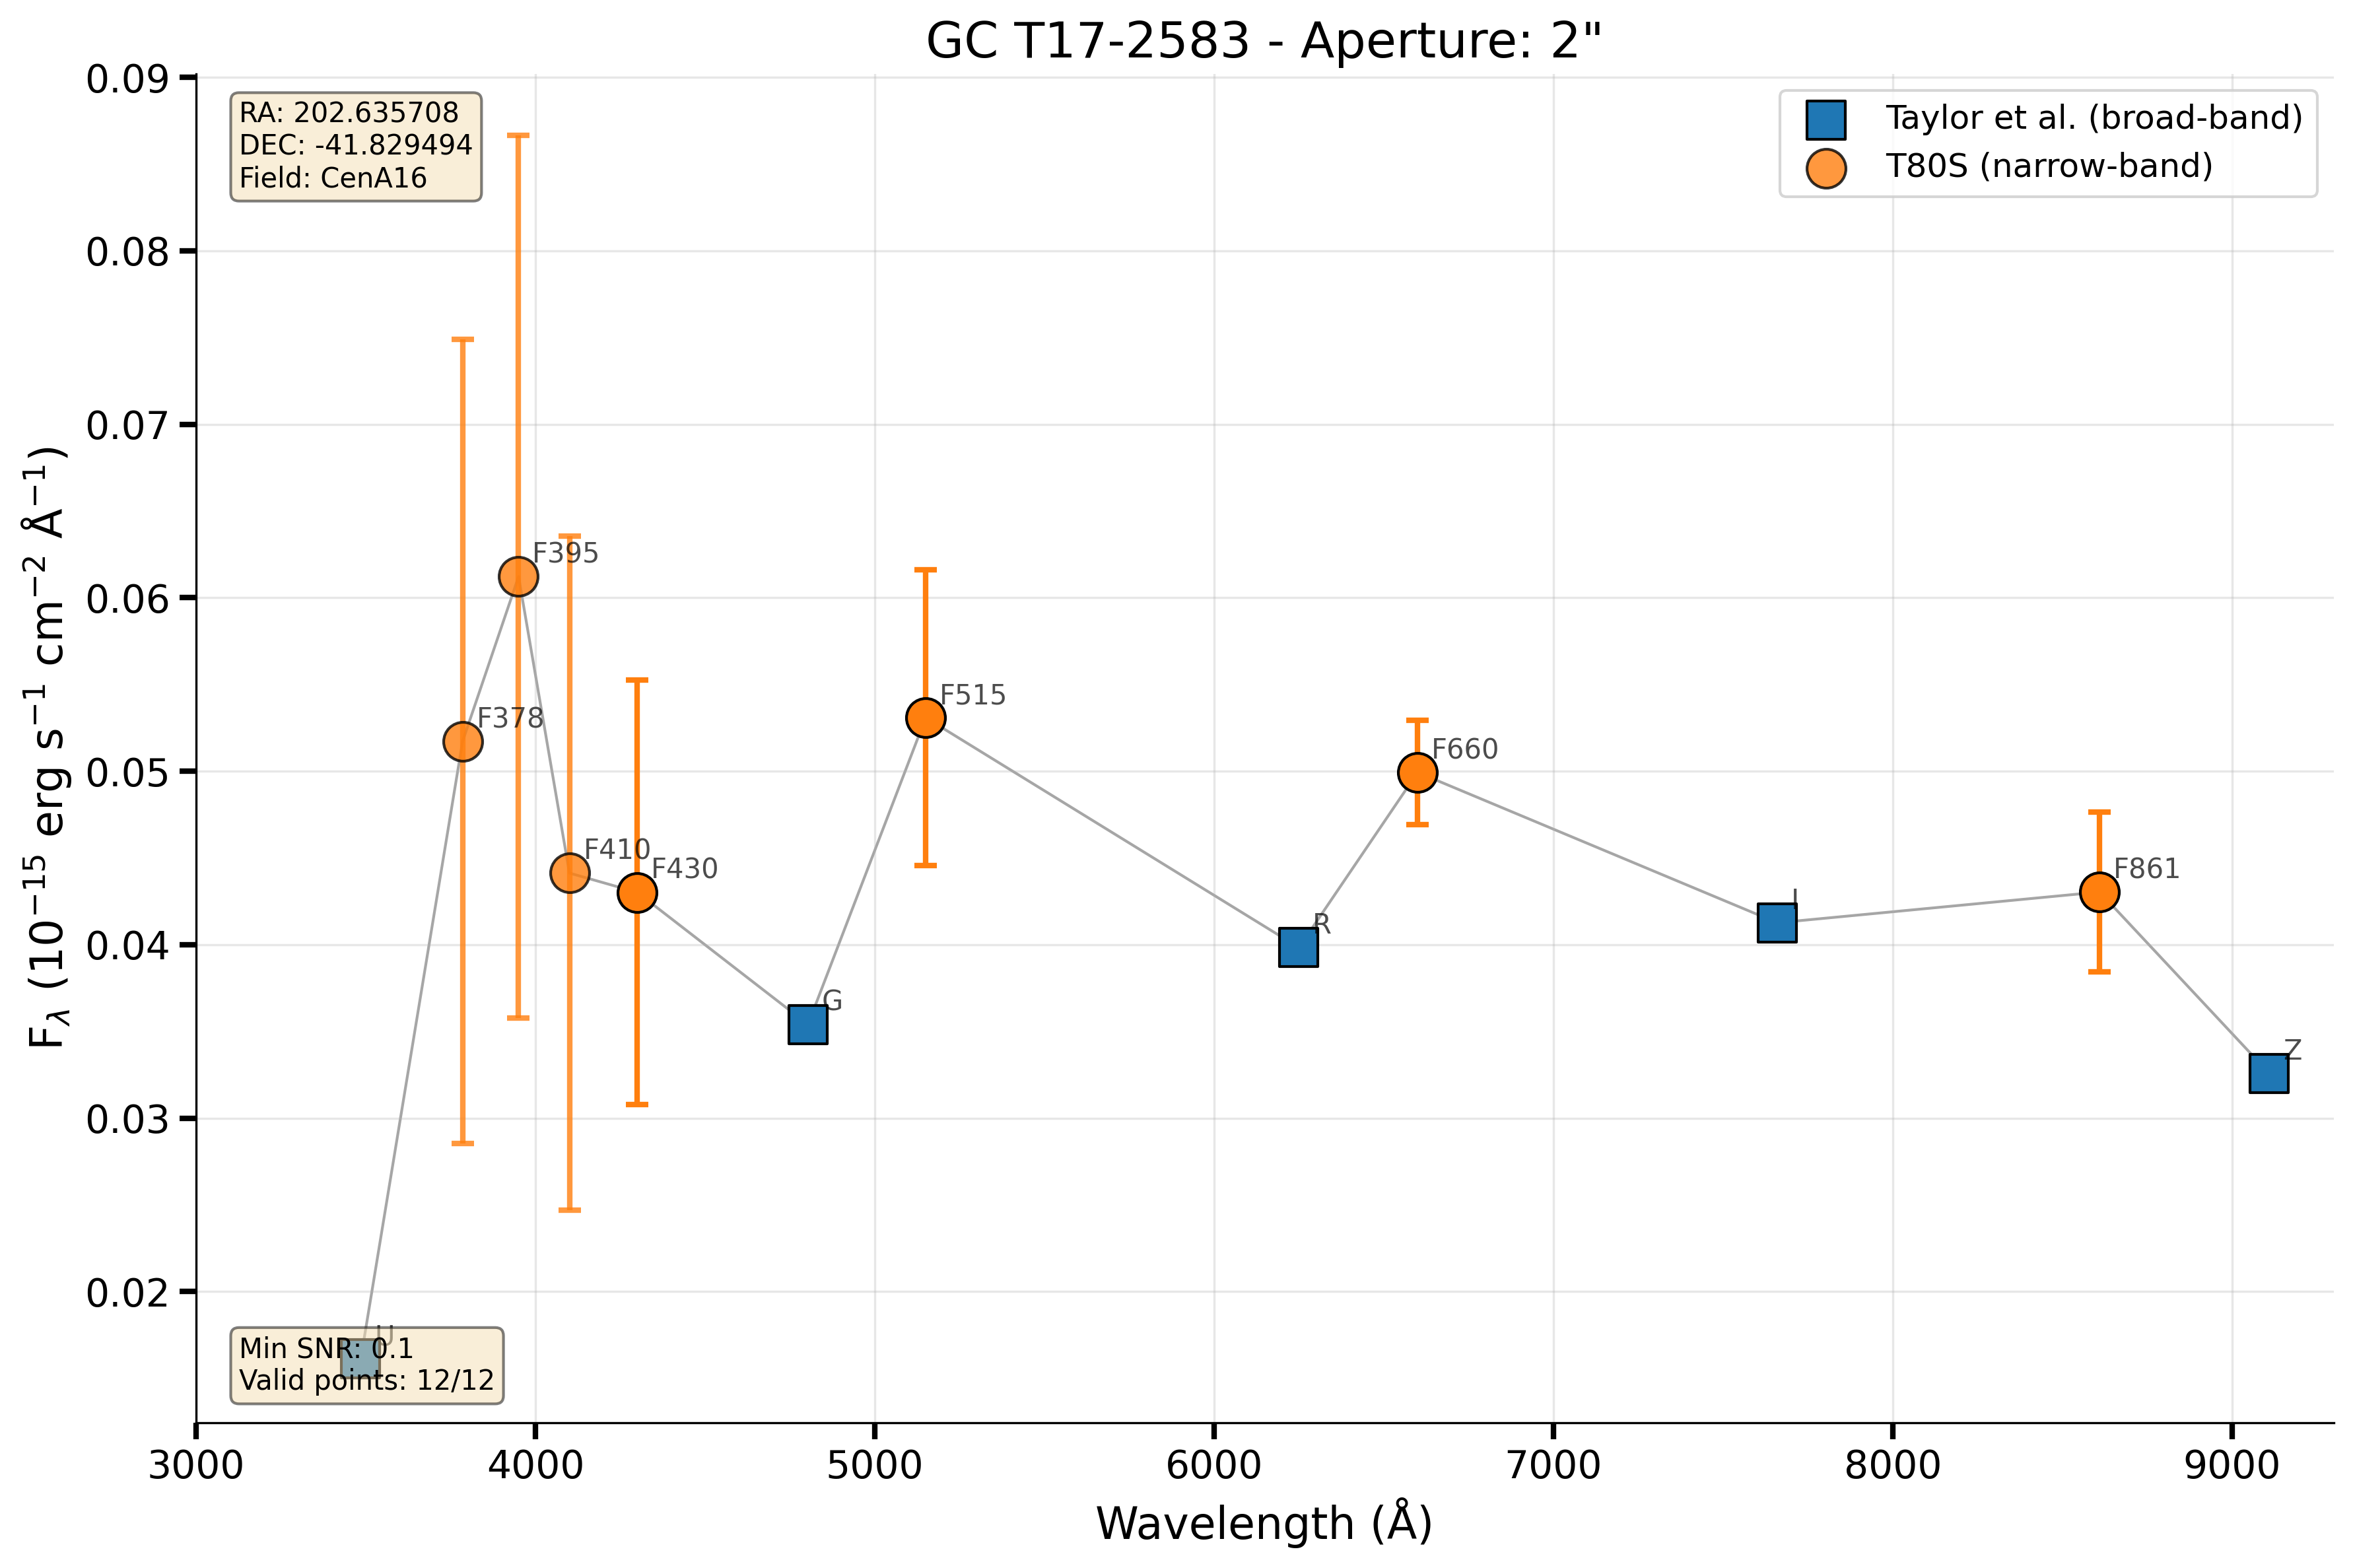 GC T17-2583 - Aperture: 2"
RA: 202.635708
DEC: -41.829494
Field: CenA16
Taylor et al. (broad-band)
T80S (narrow-band)
F$_{\lambda}$ (10$^{-15}$ erg s$^{-1}$ cm$^{-2}$ Å$^{-1}$)
0.09
0.08
0.07
0.06
0.05
0.04
0.03
0.02
F395
F378
F515
F660
F410
F430
F861
I
R
G
Z
U
Min SNR: 0.1
Valid points: 12/12
3000 4000 5000 6000 7000 8000 9000
Wavelength (Å)